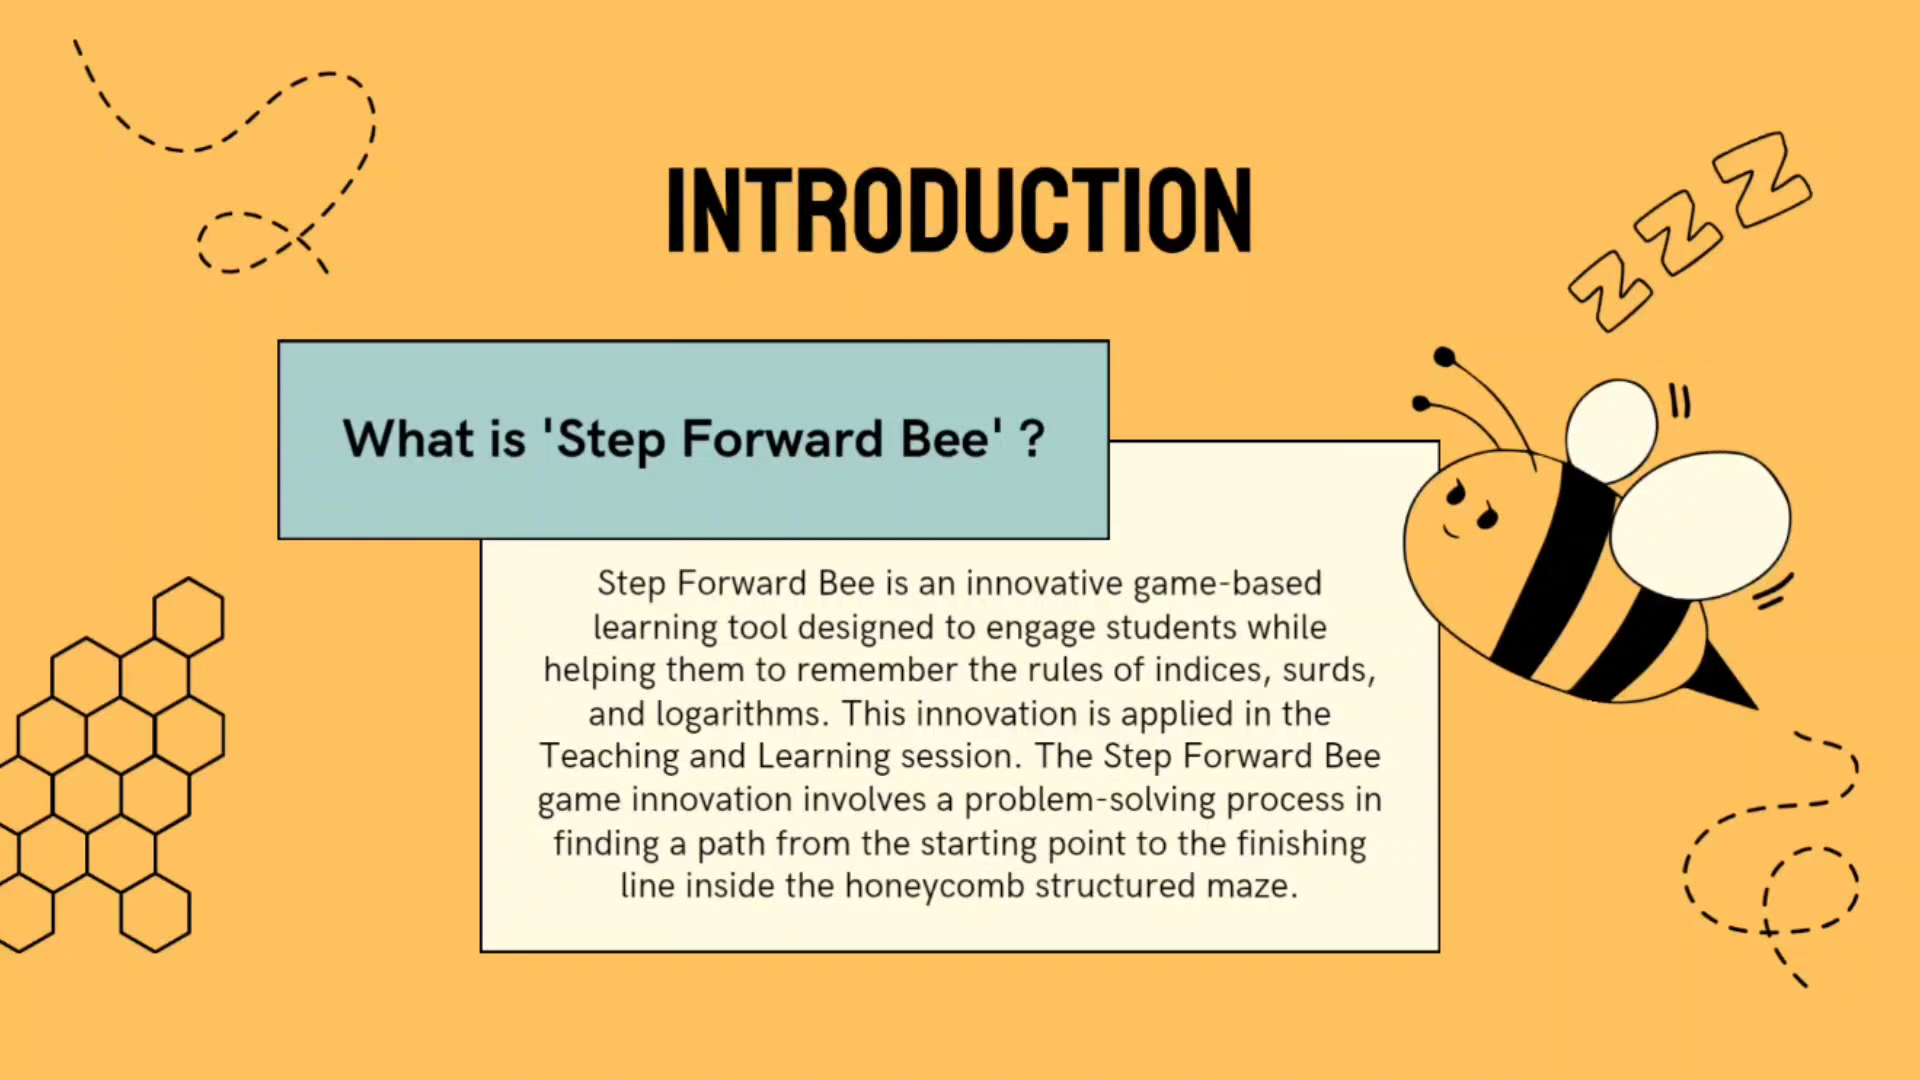 INTRODUCTION
zzz
What is 'Step Forward Bee' ?
Step Forward Bee is an innovative game-based
learning tool designed to engage students while
helping them to remember the rules of indices, surds,
and logarithms. This innovation is applied in the
Teaching and Learning session. The Step Forward Bee
game innovation involves a problem-solving process in
finding a path from the starting point to the finishing
line inside the honeycomb structured maze.